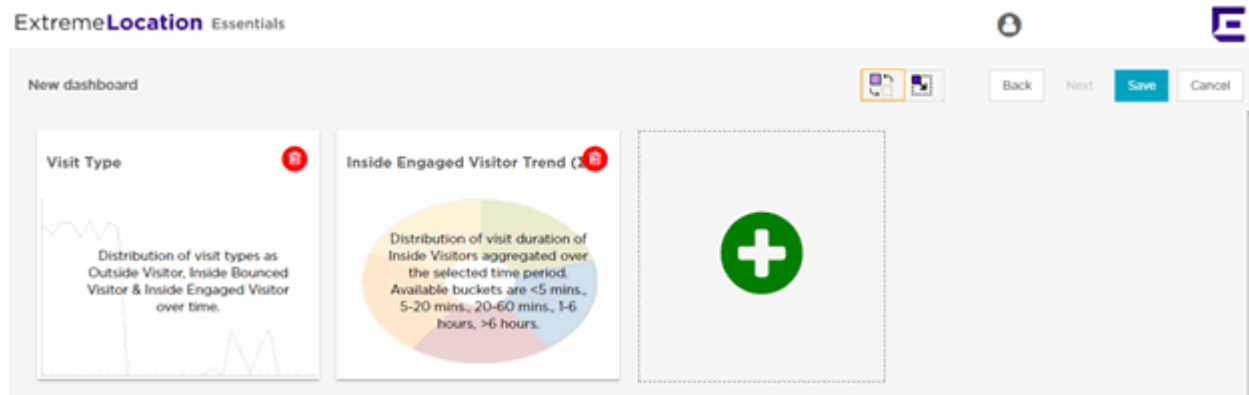 ExtremeLocation Essentials
New dashboard
Back
Next
Save
Cancel
Visit Type
Distribution of visit types as
Outside Visitor, Inside Bounced
Visitor & Inside Engaged Visitor
over time.
Inside Engaged Visitor Trend
Distribution of visit duration of
Inside Visitors aggregated over
the selected time period.
Available buckets are <5 mins.,
5-20 mins., 20-60 mins., 1-6
hours, >6 hours.